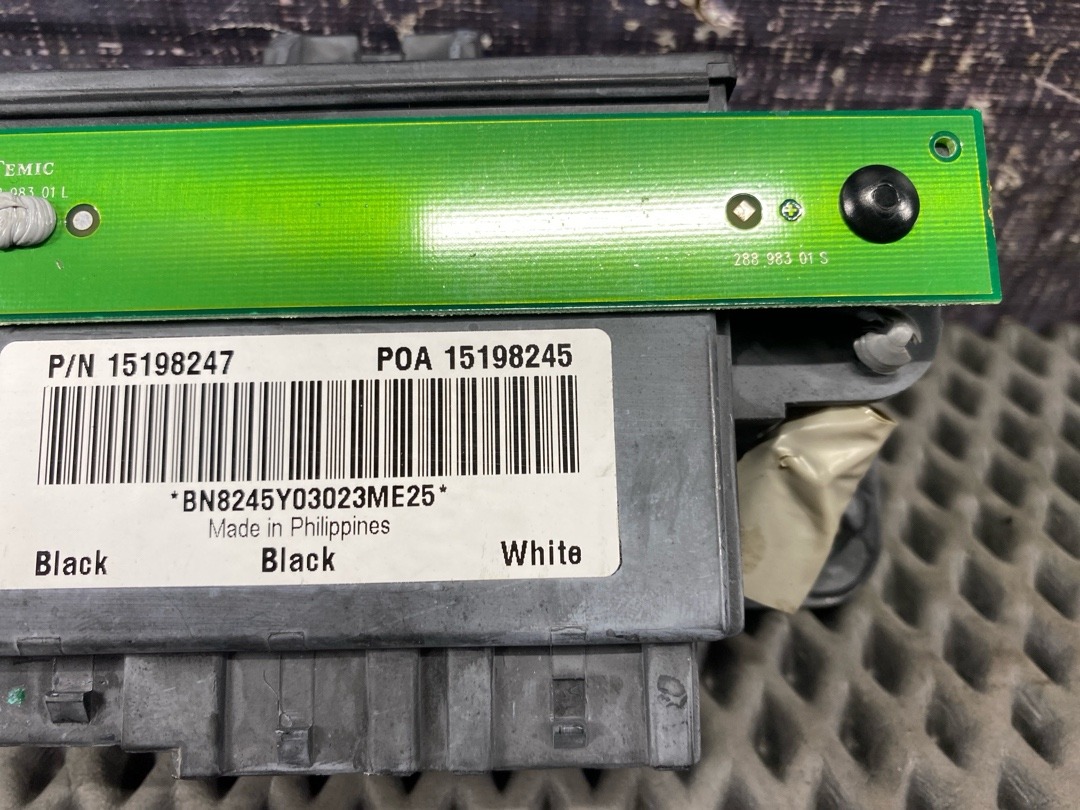 TEMIC
983 01 L
288 983 01 S
P/N 15198247 POA 15198245
*BN8245Y03023ME25*
Made in Philippines
Black Black White